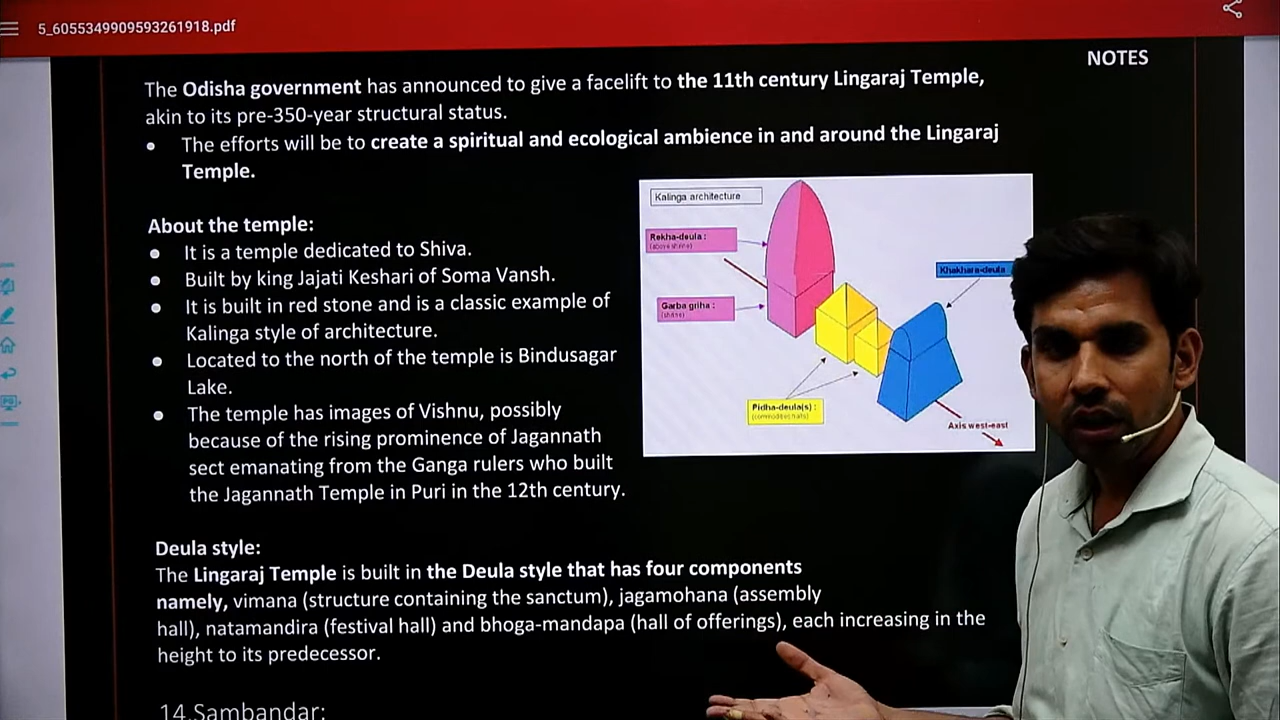 5_6055349909593261918.pdf
NOTES
The Odisha government has announced to give a facelift to the 11th century Lingaraj Temple,
akin to its pre-350-year structural status.
The efforts will be to create a spiritual and ecological ambience in and around the Lingaraj
Temple.
About the temple:
It is a temple dedicated to Shiva.
Built by king Jajati Keshari of Soma Vansh.
It is built in red stone and is a classic example of
Kalinga style of architecture.
Located to the north of the temple is Bindusagar
Lake.
The temple has images of Vishnu, possibly
because of the rising prominence of Jagannath
sect emanating from the Ganga rulers who built
the Jagannath Temple in Puri in the 12th century.
Kalinga architecture
Rekha-deula :
(above shrine)
Garba griha :
(shrine)
Khakhara-deula
Pidha-deula(s) :
Axis west-east
Deula style:
The Lingaraj Temple is built in the Deula style that has four components
namely, vimana (structure containing the sanctum), jagamohana (assembly
hall), natamandira (festival hall) and bhoga-mandapa (hall of offerings), each increasing in the
height to its predecessor.
14.Sambandar: